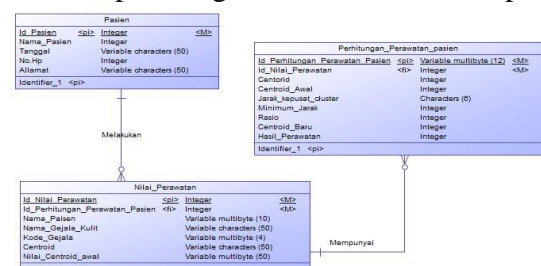 Pasien
Id_Pasien <pi> Integer <M>
Nama_Pasien Integer
Tanggal Variable characters (50)
No.Hp Integer
Allamat Variable characters (50)
Identifier_1 <pi>
Perhitungan_Perawatan_pasien
Id_Perhitungan_Perawatan_Pasien <pi> Variable multibyte (12) <M>
Id_Nilai_Perawatan <fi> Integer <M>
Centorid Integer
Centroid_Awal Integer
Jarak_kepusat_cluster Characters (6)
Minimum_Jarak Integer
Rasio Integer
Centroid_Baru Integer
Hasil_Perawatan Integer
Identifier_1 <pi>
Melakukan
Nilai_Perawatan
Id_Nilai_Perawatan <pi> Integer <M>
Id_Perhitungan_Perawatan_Pasien <fi> Integer <M>
Nama_Paisen Variable multibyte (10)
Nama_Gejala_Kulit Variable characters (50)
Kode_Gejala Variable multibyte (4)
Centroid Variable characters (50)
Nilai_Centroid_awal Variable multibyte (50)
Mempunyai